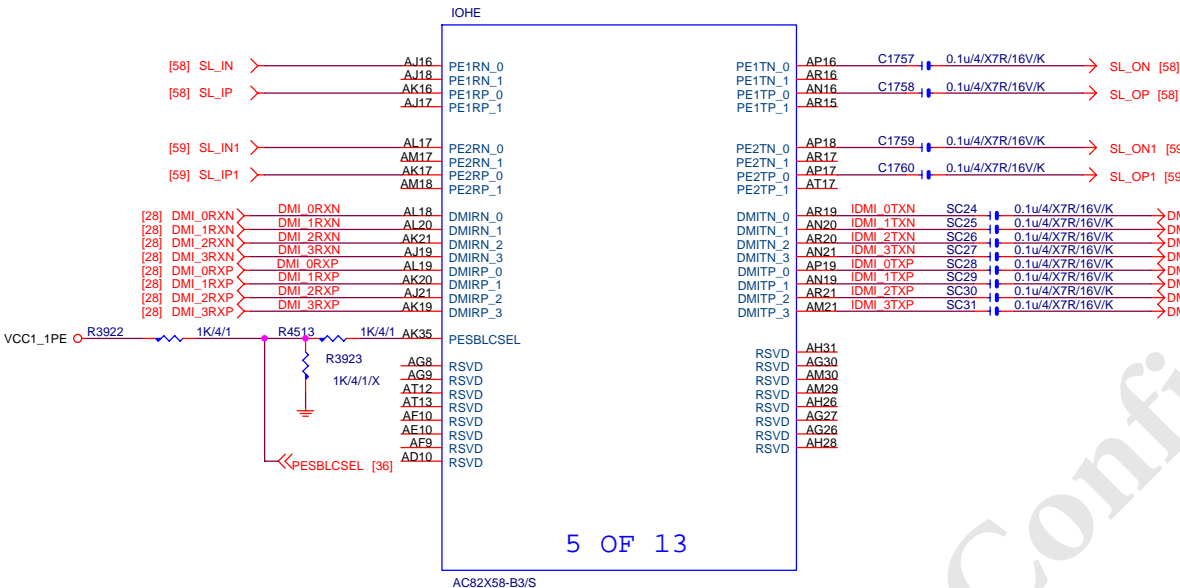 IOHE
[58] SL_IN AJ16 PE1RN_0 PE1TN_0 AP16 C1757 0.1u/4/X7R/16V/K SL_ON [58]
AJ18 PE1RN_1 PE1TN_1 AR16
[58] SL_IP AK16 PE1RP_0 PE1TP_0 AN16 C1758 0.1u/4/X7R/16V/K SL_OP [58]
AJ17 PE1RP_1 PE1TP_1 AR15
[59] SL_IN1 AL17 PE2RN_0 PE2TN_0 AP18 C1759 0.1u/4/X7R/16V/K SL_ON1 [59
AM17 PE2RN_1 PE2TN_1 AR17
[59] SL_IP1 AK17 PE2RP_0 PE2TP_0 AP17 C1760 0.1u/4/X7R/16V/K SL_OP1 [59
AM18 PE2RP_1 PE2TP_1 AT17
[28] DMI_0RXN DMI_0RXN AL18 DMIRN_0 DMITN_0 AR19 IDMI_0TXN SC24 0.1u/4/X7R/16V/K DM
[28] DMI_1RXN DMI_1RXN AL20 DMIRN_1 DMITN_1 AN20 IDMI_1TXN SC25 0.1u/4/X7R/16V/K DM
[28] DMI_2RXN DMI_2RXN AK21 DMIRN_2 DMITN_2 AR20 IDMI_2TXN SC26 0.1u/4/X7R/16V/K DM
[28] DMI_3RXN DMI_3RXN AJ19 DMIRN_3 DMITN_3 AN21 IDMI_3TXN SC27 0.1u/4/X7R/16V/K DM
[28] DMI_0RXP DMI_0RXP AL19 DMIRP_0 DMITP_0 AP19 IDMI_0TXP SC28 0.1u/4/X7R/16V/K DM
[28] DMI_1RXP DMI_1RXP AK20 DMIRP_1 DMITP_1 AN19 IDMI_1TXP SC29 0.1u/4/X7R/16V/K DM
[28] DMI_2RXP DMI_2RXP AJ21 DMIRP_2 DMITP_2 AR21 IDMI_2TXP SC30 0.1u/4/X7R/16V/K DM
[28] DMI_3RXP DMI_3RXP AK19 DMIRP_3 DMITP_3 AM21 IDMI_3TXP SC31 0.1u/4/X7R/16V/K DM
VCC1_1PE R3922 1K/4/1 R4513 1K/4/1 AK35 PESBLCSEL
RSVD AH31
R3923 AG8 RSVD RSVD AG30
1K/4/1/X AG9 RSVD RSVD AM30
AT12 RSVD RSVD AM29
AT13 RSVD RSVD AH26
AF10 RSVD RSVD AG27
AE10 RSVD RSVD AG26
AF9 RSVD RSVD AH28
PESBLCSEL [36] AD10 RSVD
5 OF 13
AC82X58-B3/S
Confi